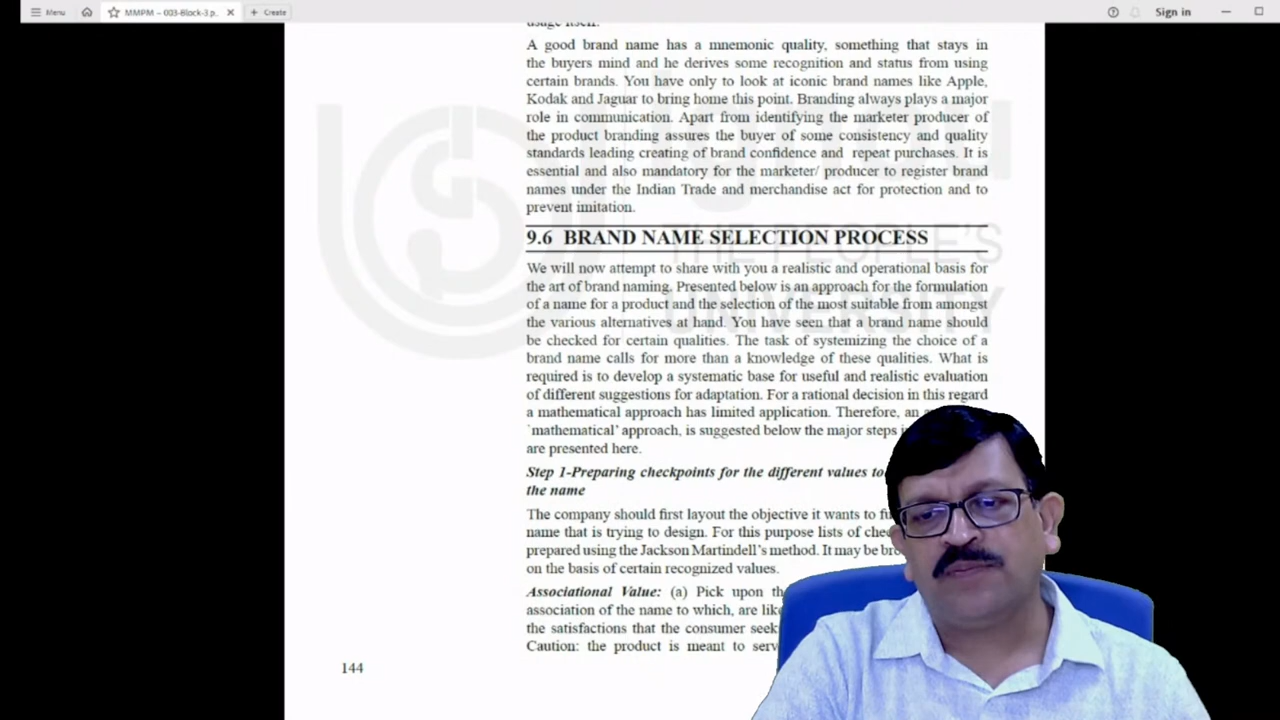 Menu
MMPM – 003-Block-3.p...
Create
Sign in
usage itself.
A good brand name has a mnemonic quality, something that stays in
the buyers mind and he derives some recognition and status from using
certain brands. You have only to look at iconic brand names like Apple,
Kodak and Jaguar to bring home this point. Branding always plays a major
role in communication. Apart from identifying the marketer producer of
the product branding assures the buyer of some consistency and quality
standards leading creating of brand confidence and repeat purchases. It is
essential and also mandatory for the marketer/ producer to register brand
names under the Indian Trade and merchandise act for protection and to
prevent imitation.
9.6 BRAND NAME SELECTION PROCESS
We will now attempt to share with you a realistic and operational basis for
the art of brand naming. Presented below is an approach for the formulation
of a name for a product and the selection of the most suitable from amongst
the various alternatives at hand. You have seen that a brand name should
be checked for certain qualities. The task of systemizing the choice of a
brand name calls for more than a knowledge of these qualities. What is
required is to develop a systematic base for useful and realistic evaluation
of different suggestions for adaptation. For a rational decision in this regard
a mathematical approach has limited application. Therefore, an
`mathematical' approach, is suggested below the major steps
are presented here.
Step 1-Preparing checkpoints for the different values to
the name
The company should first layout the objective it wants to
name that is trying to design. For this purpose lists of
prepared using the Jackson Martindell's method. It may be
on the basis of certain recognized values.
Associational Value: (a) Pick upon
association of the name to which, are
the satisfactions that the consumer
Caution: the product is meant to
144
THE PEOPLE'S
UNIVERSITY